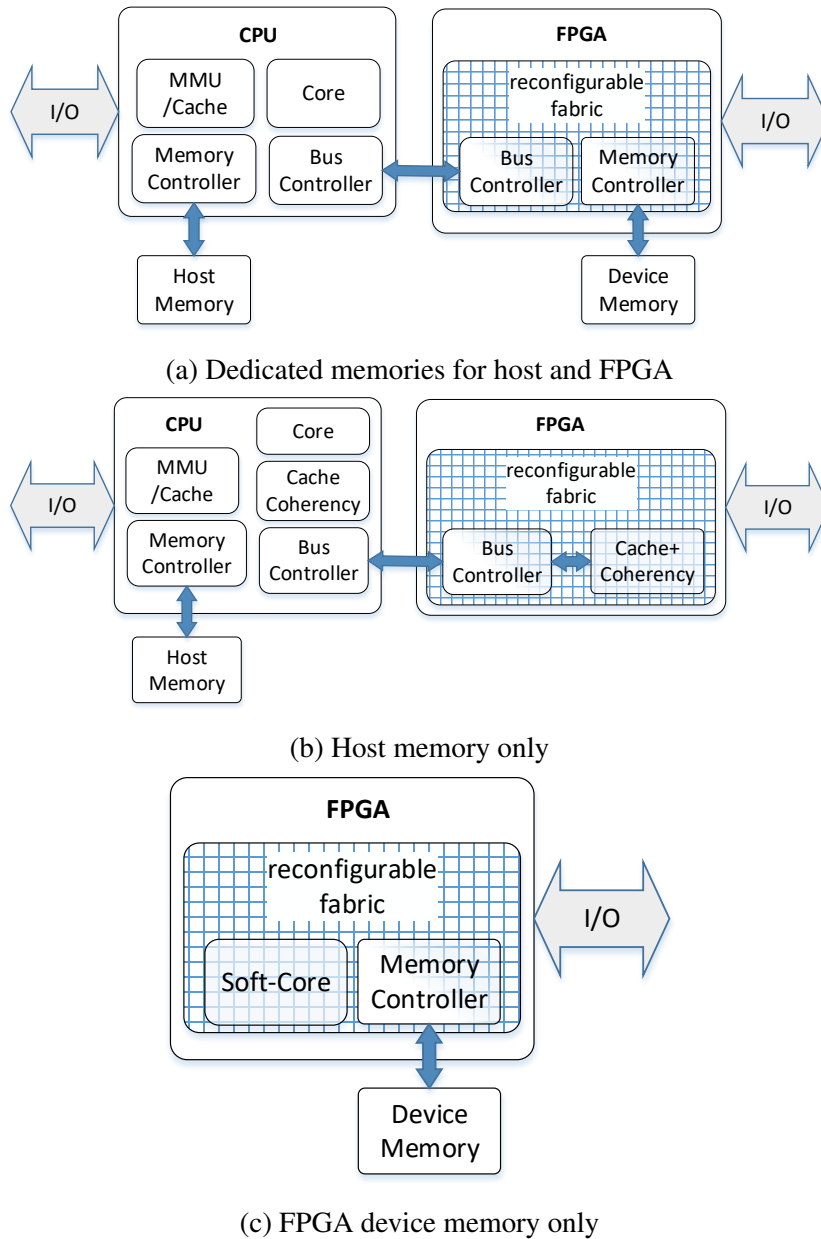 CPU
FPGA
I/O
MMU
/Cache
Core
Memory
Controller
Bus
Controller
reconfigurable
fabric
Bus
Controller
Memory
Controller
I/O
Host
Memory
Device
Memory
(a) Dedicated memories for host and FPGA
CPU
FPGA
I/O
MMU
/Cache
Core
Cache
Coherency
Memory
Controller
Bus
Controller
reconfigurable
fabric
Bus
Controller
Cache+
Coherency
I/O
Host
Memory
(b) Host memory only
FPGA
reconfigurable
fabric
Soft-Core
Memory
Controller
I/O
Device
Memory
(c) FPGA device memory only